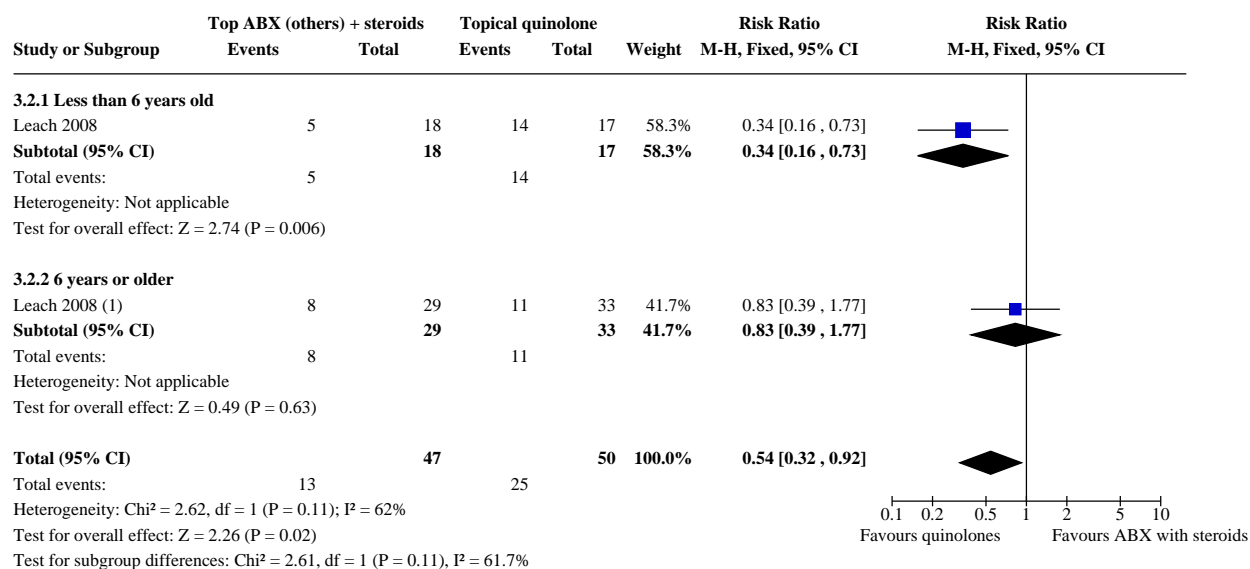 Top ABX (others) + steroids Topical quinolone Risk Ratio Risk Ratio
Study or Subgroup Events Total Events Total Weight M-H, Fixed, 95% CI M-H, Fixed, 95% CI
3.2.1 Less than 6 years old
Leach 2008 5 18 14 17 58.3% 0.34 [0.16 , 0.73]
Subtotal (95% CI) 18 17 58.3% 0.34 [0.16 , 0.73]
Total events: 5 14
Heterogeneity: Not applicable
Test for overall effect: Z = 2.74 (P = 0.006)
3.2.2 6 years or older
Leach 2008 (1) 8 29 11 33 41.7% 0.83 [0.39 , 1.77]
Subtotal (95% CI) 29 33 41.7% 0.83 [0.39 , 1.77]
Total events: 8 11
Heterogeneity: Not applicable
Test for overall effect: Z = 0.49 (P = 0.63)
Total (95% CI) 47 50 100.0% 0.54 [0.32 , 0.92]
Total events: 13 25
Heterogeneity: Chi² = 2.62, df = 1 (P = 0.11); I² = 62%
0.1 0.2 0.5 1 2 5 10
Test for overall effect: Z = 2.26 (P = 0.02)
Favours quinolones Favours ABX with steroids
Test for subgroup differences: Chi² = 2.61, df = 1 (P = 0.11), I² = 61.7%